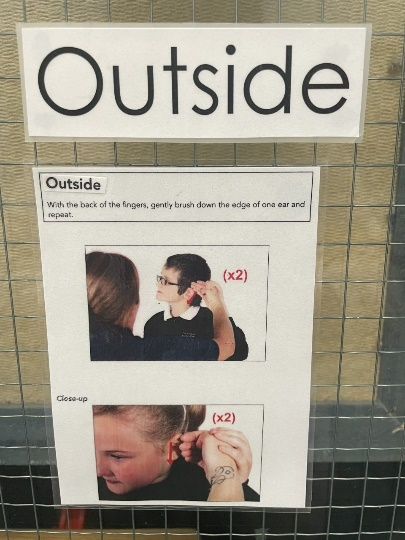 Outside
Outside
With the back of the fingers, gently brush down the edge of one ear and
repeat.
(x2)
Close-up
(x2)